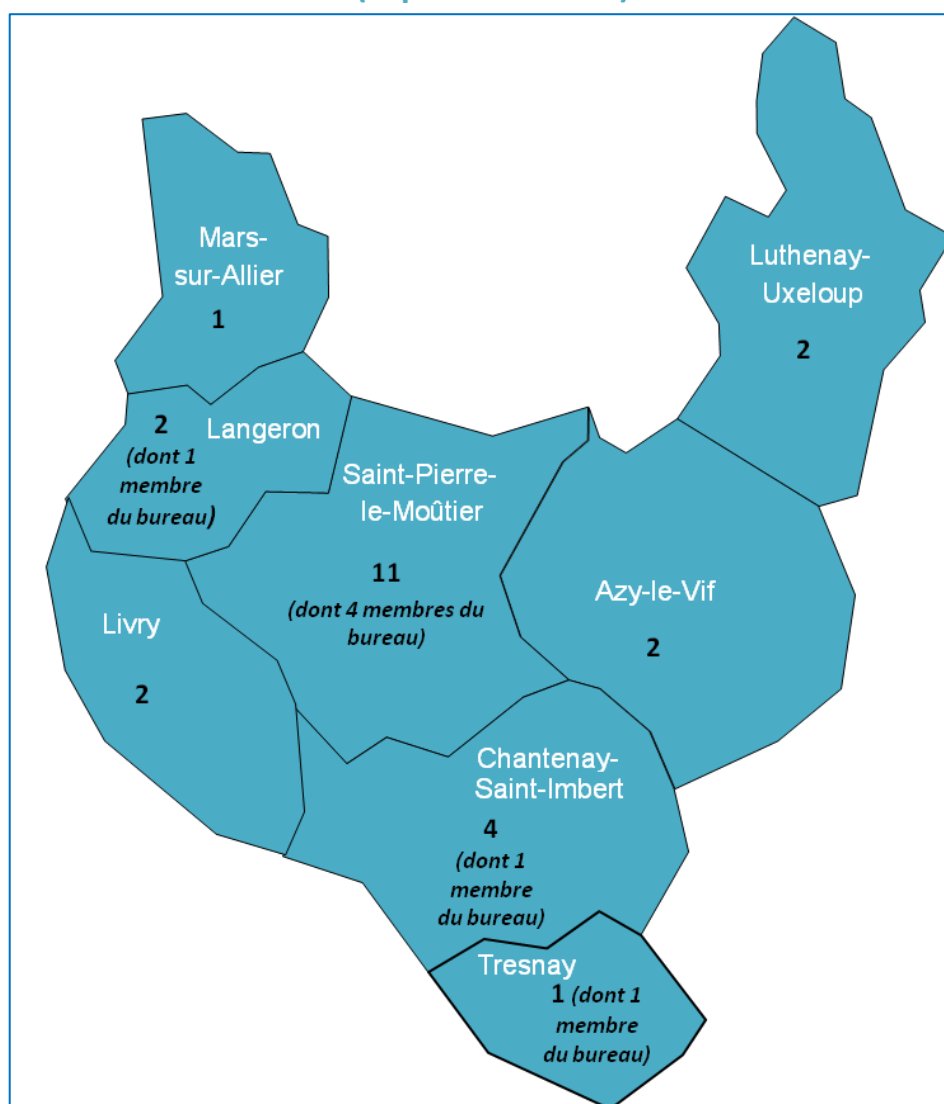 Mars-
sur-Allier
1
Luthenay-
Uxeloup
2
2
Langeron
(dont 1
membre
du bureau)
Saint-Pierre-
le-Moûtier
11
(dont 4 membres du
bureau)
Azy-le-Vif
2
Livry
2
Chantenay-
Saint-Imbert
4
(dont 1
membre
du bureau)
Tresnay
1 (dont 1
membre
du bureau)